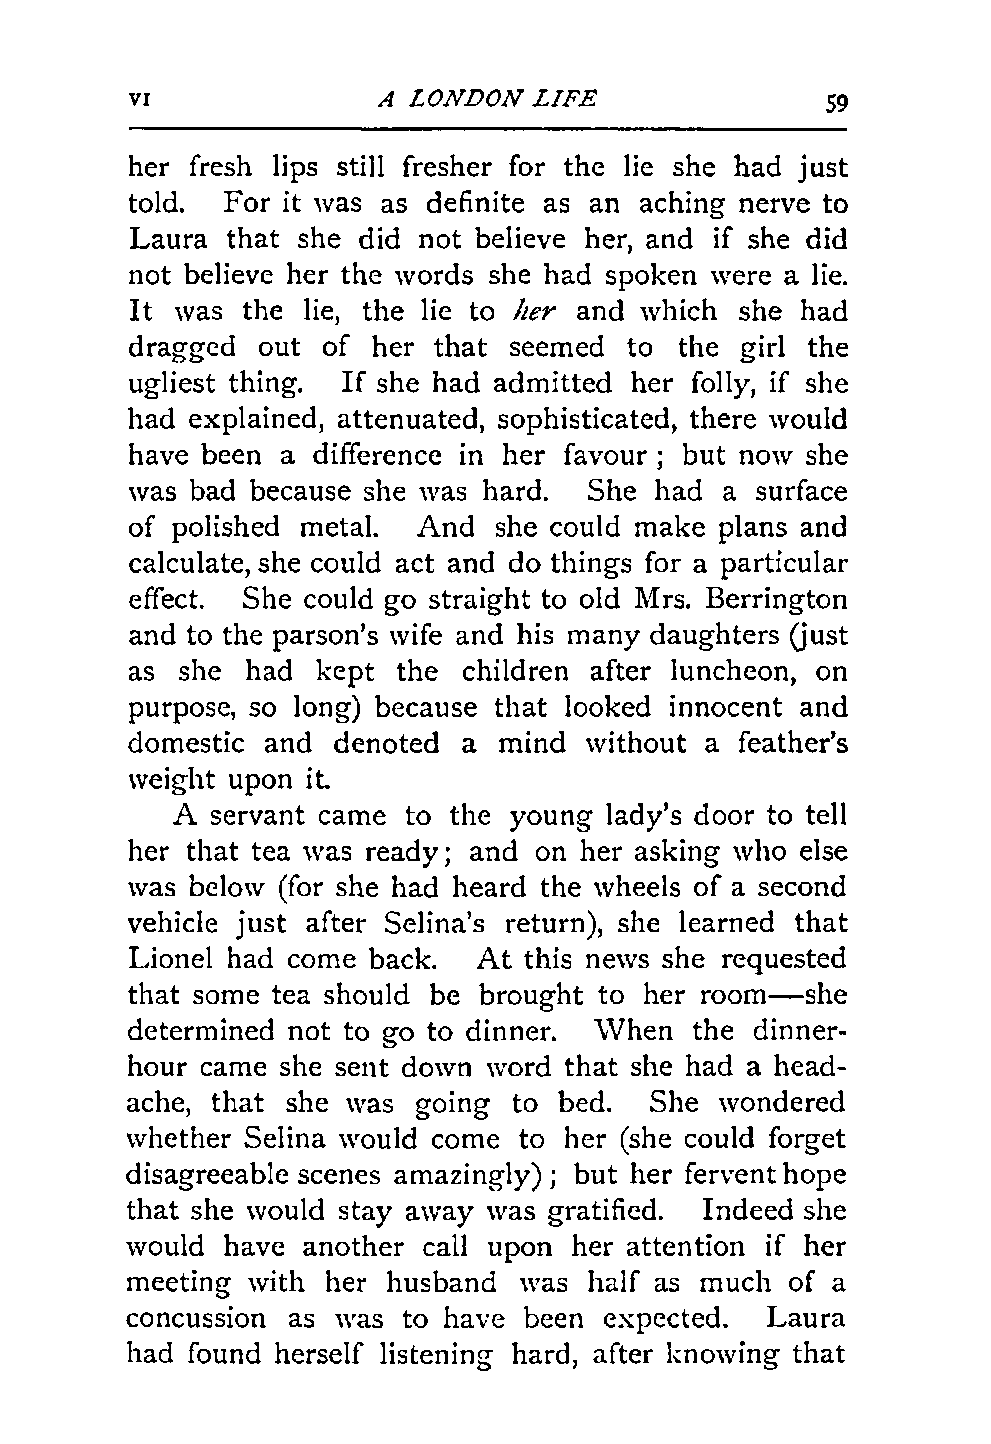 VI A LONDON LIFE 59
her fresh lips still fresher for the lie she had just
told. For it was as definite as an aching nerve to
Laura that she did not believe her, and if she did
not believe her the words she had spoken were a lie.
It was the lie, the lie to her and which she had
dragged out of her that seemed to the girl the
ugliest thing. If she had admitted her folly, if she
had explained, attenuated, sophisticated, there would
have been a difference in her favour ; but now she
was bad because she was hard. She had a surface
of polished metal. And she could make plans and
calculate, she could act and do things for a particular
effect. She could go straight to old Mrs. Berrington
and to the parson's wife and his many daughters (just
as she had kept the children after luncheon, on
purpose, so long) because that looked innocent and
domestic and denoted a mind without a feather's
weight upon it.
A servant came to the young lady's door to tell
her that tea was ready; and on her asking who else
was below (for she had heard the wheels of a second
vehicle just after Selina's return), she learned that
Lionel had come back. At this news she requested
that some tea should be brought to her room—she
determined not to go to dinner. When the dinner-
hour came she sent down word that she had a head-
ache, that she was going to bed. She wondered
whether Selina would come to her (she could forget
disagreeable scenes amazingly) ; but her fervent hope
that she would stay away was gratified. Indeed she
would have another call upon her attention if her
meeting with her husband was half as much of a
concussion as was to have been expected. Laura
had found herself listening hard, after knowing that